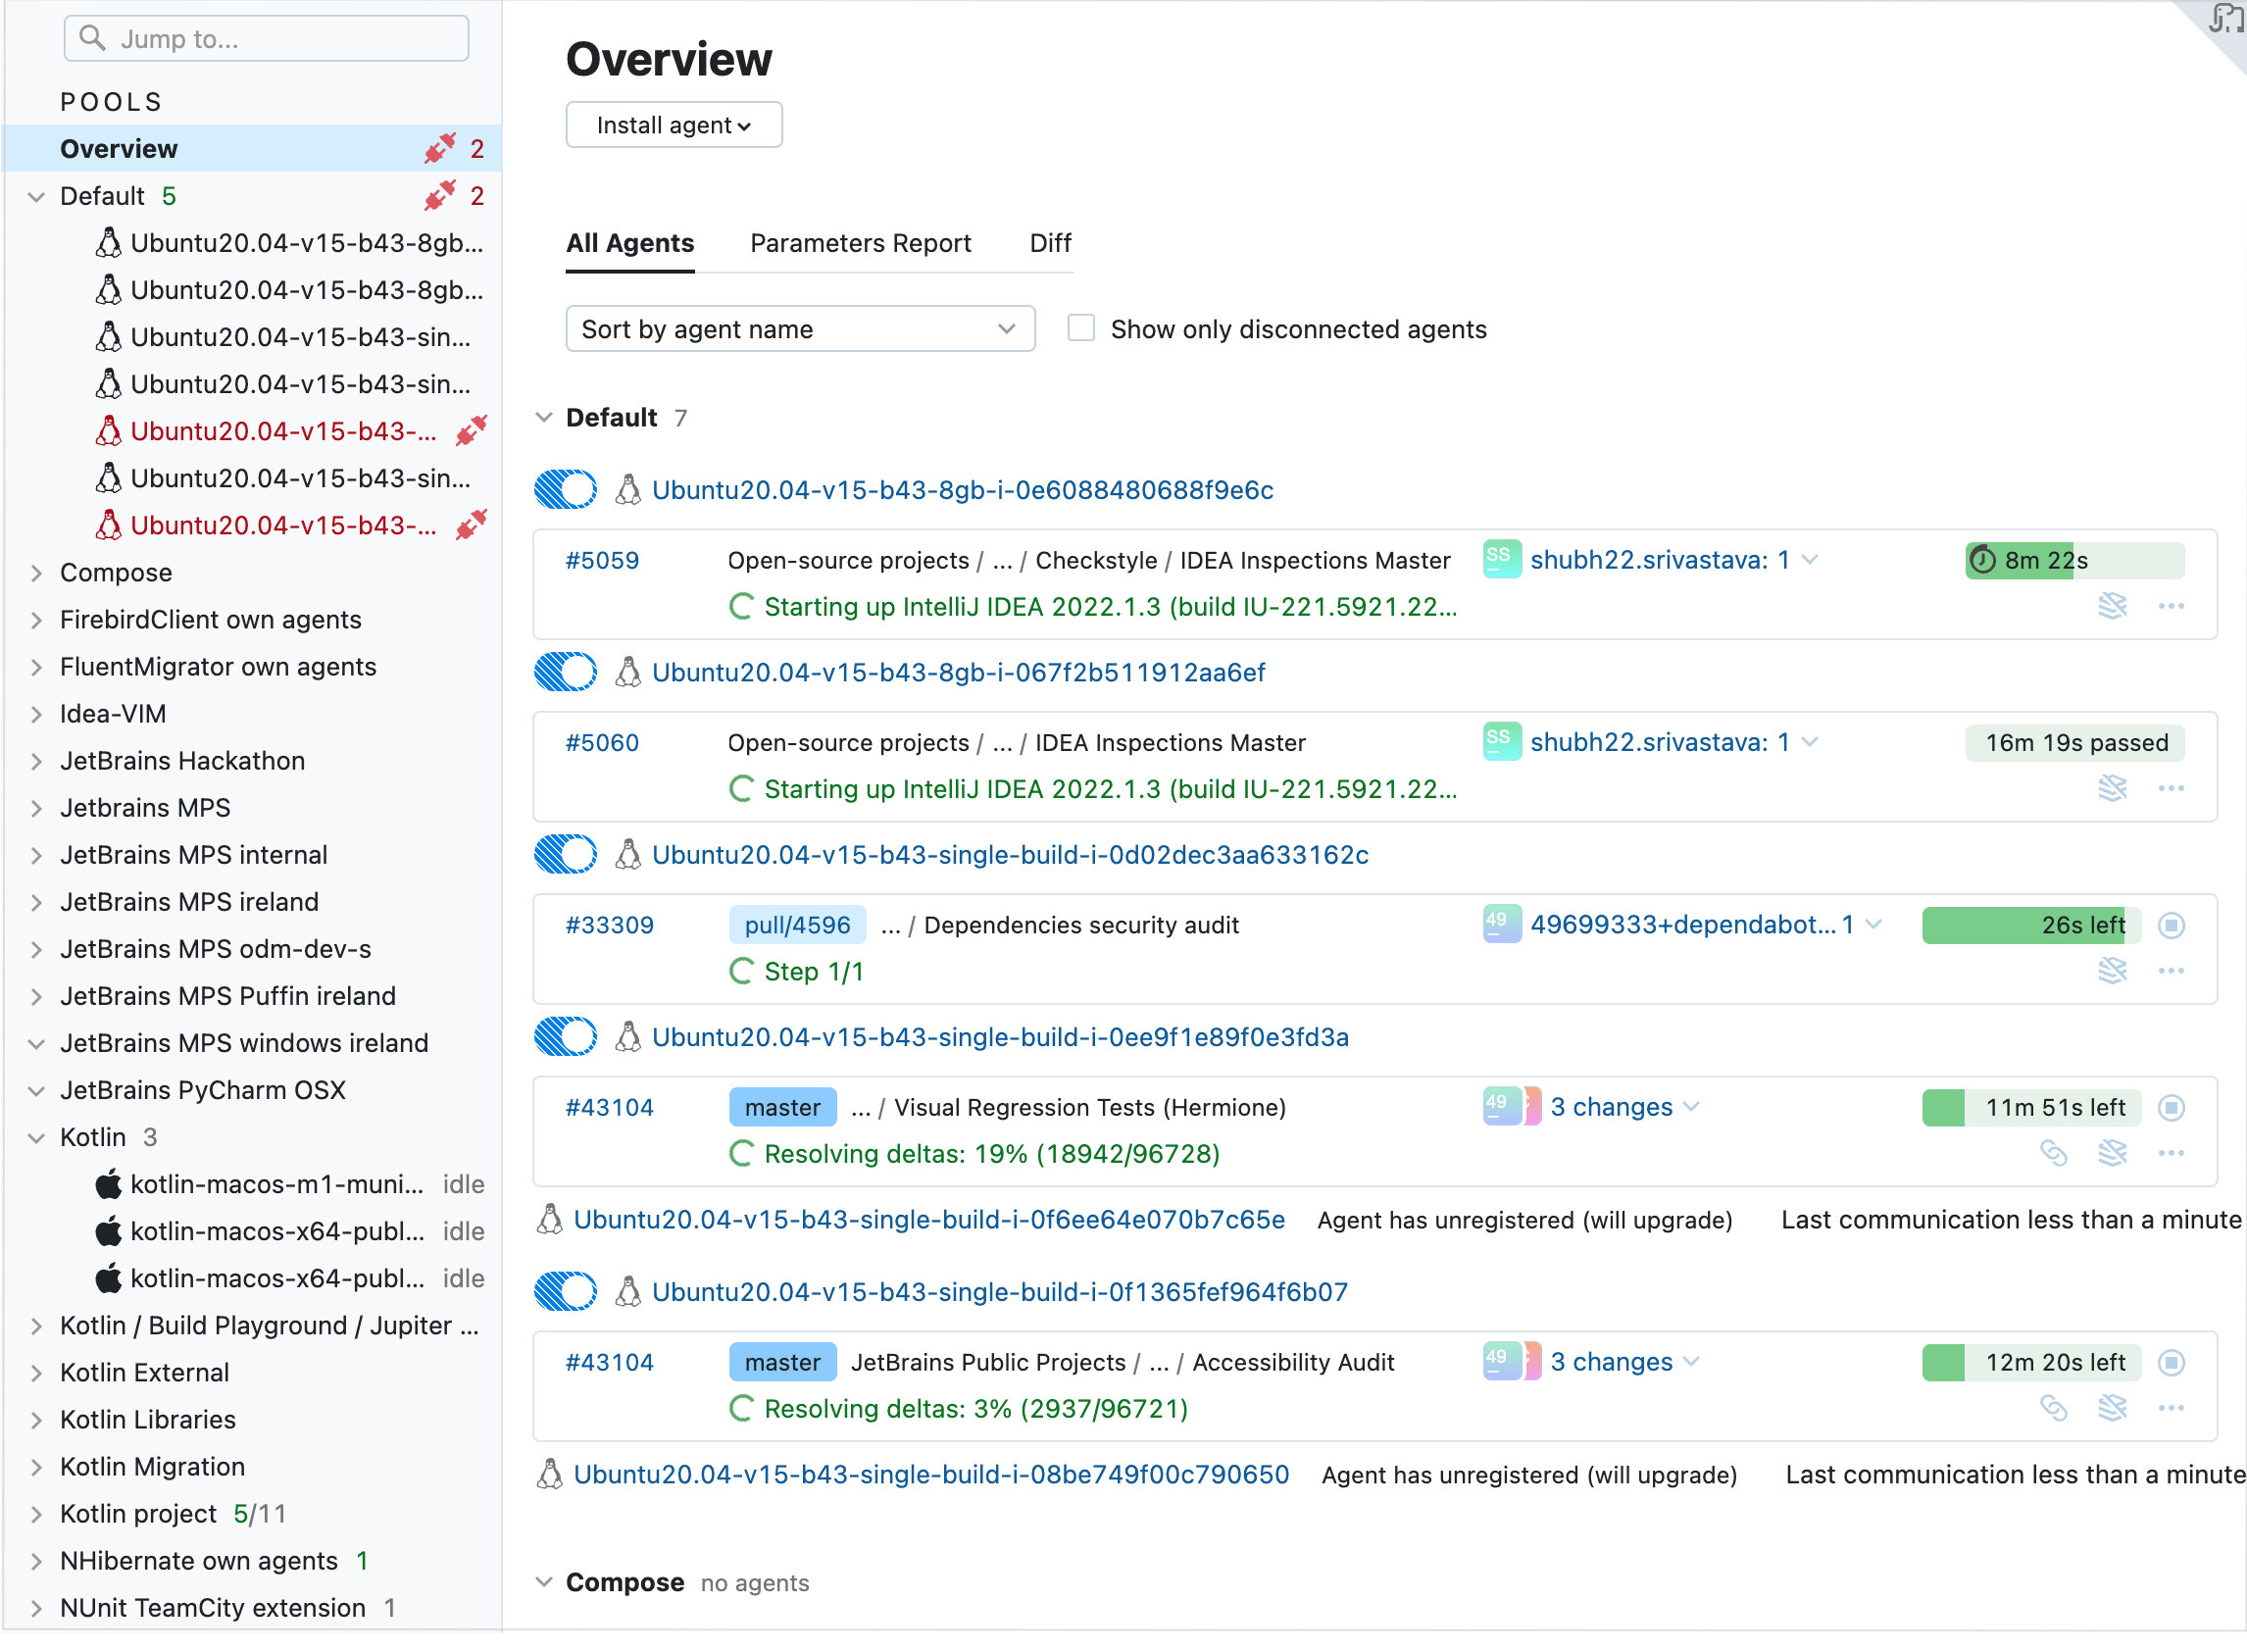 Jump to...
POOLS
Overview 2
Default 5 2
Ubuntu20.04-v15-b43-8gb...
Ubuntu20.04-v15-b43-8gb...
Ubuntu20.04-v15-b43-sin...
Ubuntu20.04-v15-b43-sin...
Ubuntu20.04-v15-b43-...
Ubuntu20.04-v15-b43-sin...
Ubuntu20.04-v15-b43-...
Compose
FirebirdClient own agents
FluentMigrator own agents
Idea-VIM
JetBrains Hackathon
Jetbrains MPS
JetBrains MPS internal
JetBrains MPS ireland
JetBrains MPS odm-dev-s
JetBrains MPS Puffin ireland
JetBrains MPS windows ireland
JetBrains PyCharm OSX
Kotlin 3
kotlin-macos-m1-muni... idle
kotlin-macos-x64-publ... idle
kotlin-macos-x64-publ... idle
Kotlin / Build Playground / Jupiter ...
Kotlin External
Kotlin Libraries
Kotlin Migration
Kotlin project 5/11
NHibernate own agents 1
NUnit TeamCity extension 1
Overview
Install agent
All Agents Parameters Report Diff
Sort by agent name Show only disconnected agents
Default 7
Ubuntu20.04-v15-b43-8gb-i-0e6088480688f9e6c
#5059 Open-source projects / ... / Checkstyle / IDEA Inspections Master SS shubh22.srivastava: 1 8m 22s
Starting up IntelliJ IDEA 2022.1.3 (build IU-221.5921.22...
Ubuntu20.04-v15-b43-8gb-i-067f2b511912aa6ef
#5060 Open-source projects / ... / IDEA Inspections Master SS shubh22.srivastava: 1 16m 19s passed
Starting up IntelliJ IDEA 2022.1.3 (build IU-221.5921.22...
Ubuntu20.04-v15-b43-single-build-i-0d02dec3aa633162c
#33309 pull/4596 ... / Dependencies security audit 49 49699333+dependabot... 1 26s left
Step 1/1
Ubuntu20.04-v15-b43-single-build-i-0ee9f1e89f0e3fd3a
#43104 master ... / Visual Regression Tests (Hermione) 49 3 changes 11m 51s left
Resolving deltas: 19% (18942/96728)
Ubuntu20.04-v15-b43-single-build-i-0f6ee64e070b7c65e Agent has unregistered (will upgrade) Last communication less than a minute
Ubuntu20.04-v15-b43-single-build-i-0f1365fef964f6b07
#43104 master JetBrains Public Projects / ... / Accessibility Audit 49 3 changes 12m 20s left
Resolving deltas: 3% (2937/96721)
Ubuntu20.04-v15-b43-single-build-i-08be749f00c790650 Agent has unregistered (will upgrade) Last communication less than a minute
Compose no agents